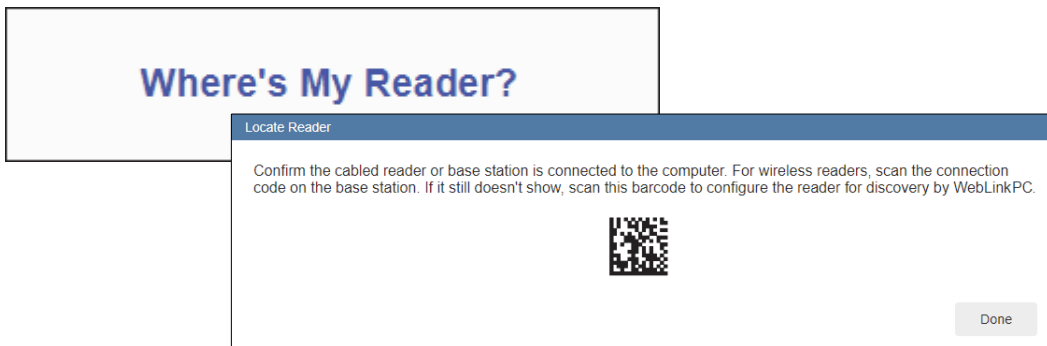 Where's My Reader?
Locate Reader
Confirm the cabled reader or base station is connected to the computer. For wireless readers, scan the connection
code on the base station. If it still doesn't show, scan this barcode to configure the reader for discovery by WebLinkPC.
Done